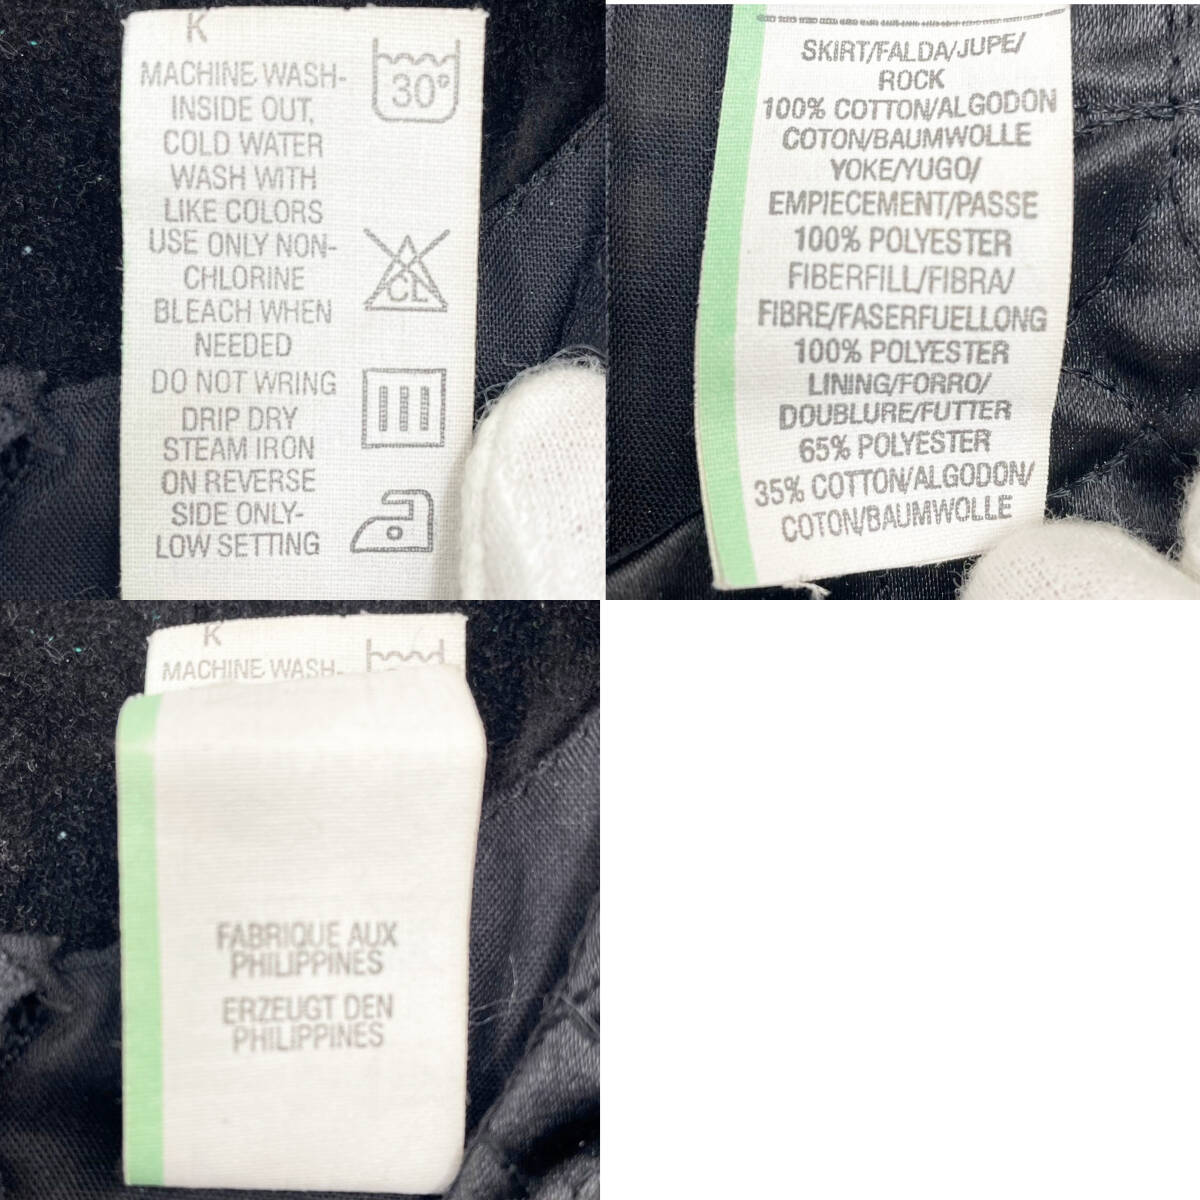 K
MACHINE WASH-
INSIDE OUT,
COLD WATER
WASH WITH
LIKE COLORS
USE ONLY NON-
CHLORINE
BLEACH WHEN
NEEDED
DO NOT WRING
DRIP DRY
STEAM IRON
ON REVERSE
SIDE ONLY-
LOW SETTING
30°
CL
SKIRT/FALDA/JUPE/
ROCK
100% COTTON/ALGODON
COTON/BAUMWOLLE
YOKE/YUGO/
EMPIECEMENT/PASSE
100% POLYESTER
FIBERFILL/FIBRA/
FIBRE/FASERFUELLONG
100% POLYESTER
LINING/FORRO/
DOUBLURE/FUTTER
65% POLYESTER
35% COTTON/ALGODON/
COTON/BAUMWOLLE
K
MACHINE WASH-
FABRIQUE AUX
PHILIPPINES
ERZEUGT DEN
PHILIPPINES